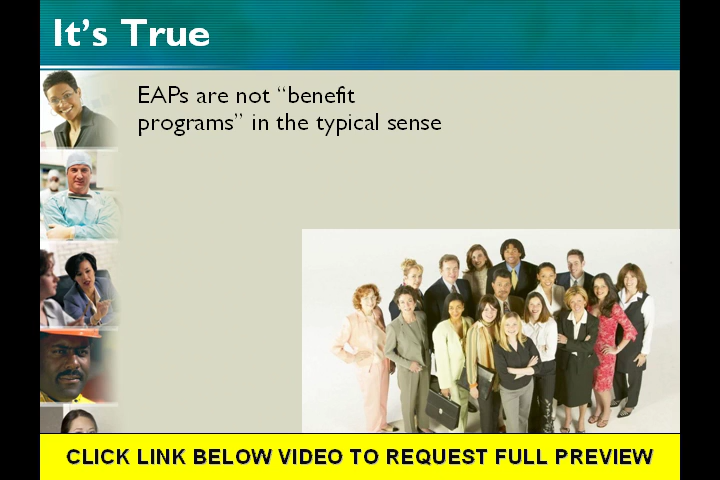 It's True
EAPs are not “benefit
programs” in the typical sense
CLICK LINK BELOW VIDEO TO REQUEST FULL PREVIEW